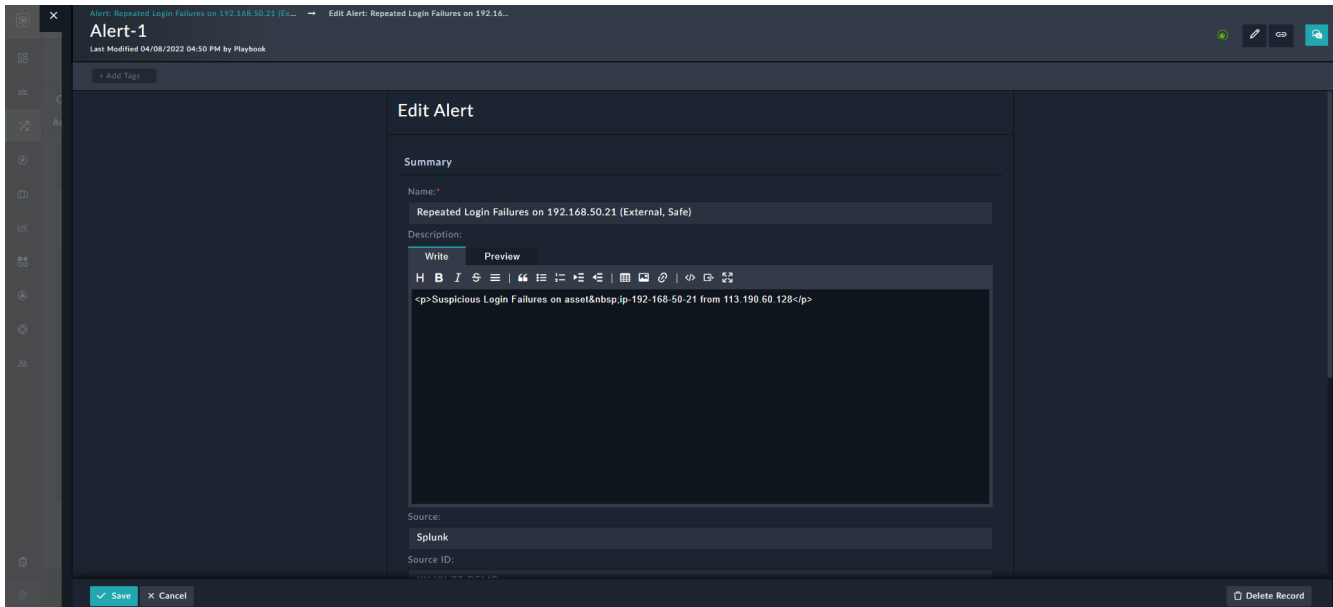 Alert: Repeated Login Failures on 192.168.50.21 (Ex... → Edit Alert: Repeated Login Failures on 192.16...
Alert-1
Last Modified 04/08/2022 04:50 PM by Playbook
+ Add Tags
Edit Alert
Summary
Name:*
Repeated Login Failures on 192.168.50.21 (External, Safe)
Description:
Write Preview
<p>Suspicious Login Failures on asset&nbsp;ip-192-168-50-21 from 113.190.60.128</p>
Source:
Splunk
Source ID:
Save Cancel Delete Record